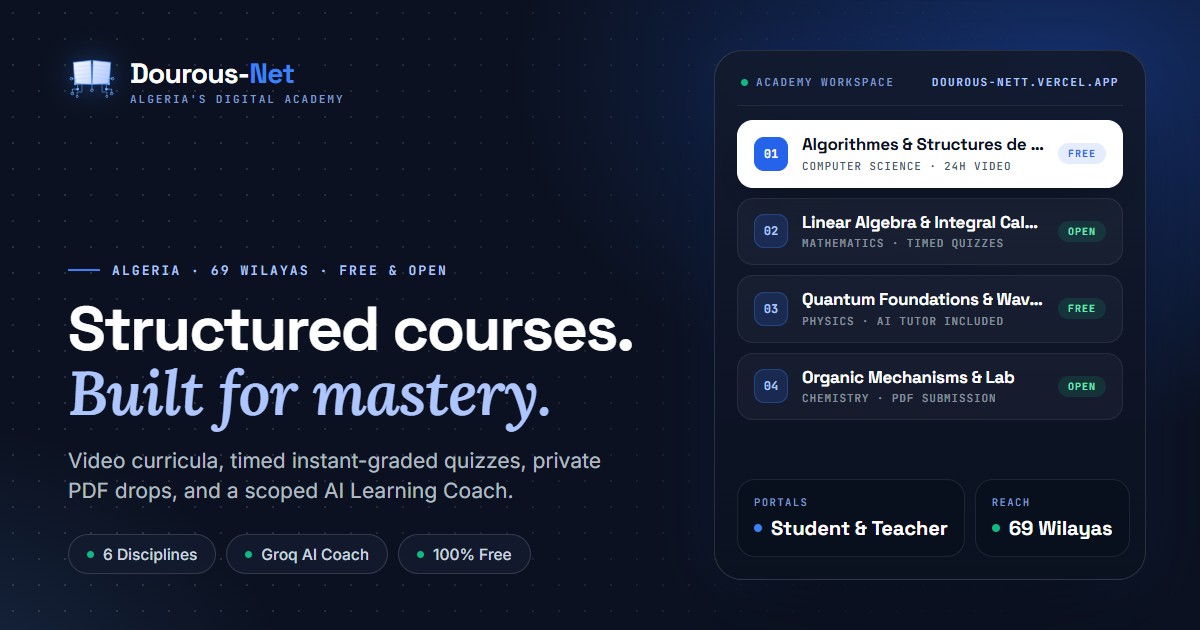 Dourous-Net
ALGERIA'S DIGITAL ACADEMY
ALGERIA · 69 WILAYAS · FREE & OPEN
Structured courses.
Built for mastery.
Video curricula, timed instant-graded quizzes, private
PDF drops, and a scoped AI Learning Coach.
6 Disciplines
Groq AI Coach
100% Free
ACADEMY WORKSPACE
DOUROUS-NETT.VERCEL.APP
01
Algorithmes & Structures de ...
COMPUTER SCIENCE · 24H VIDEO
FREE
02
Linear Algebra & Integral Cal...
MATHEMATICS · TIMED QUIZZES
OPEN
03
Quantum Foundations & Wav...
PHYSICS · AI TUTOR INCLUDED
FREE
04
Organic Mechanisms & Lab
CHEMISTRY · PDF SUBMISSION
OPEN
PORTALS
Student & Teacher
REACH
69 Wilayas